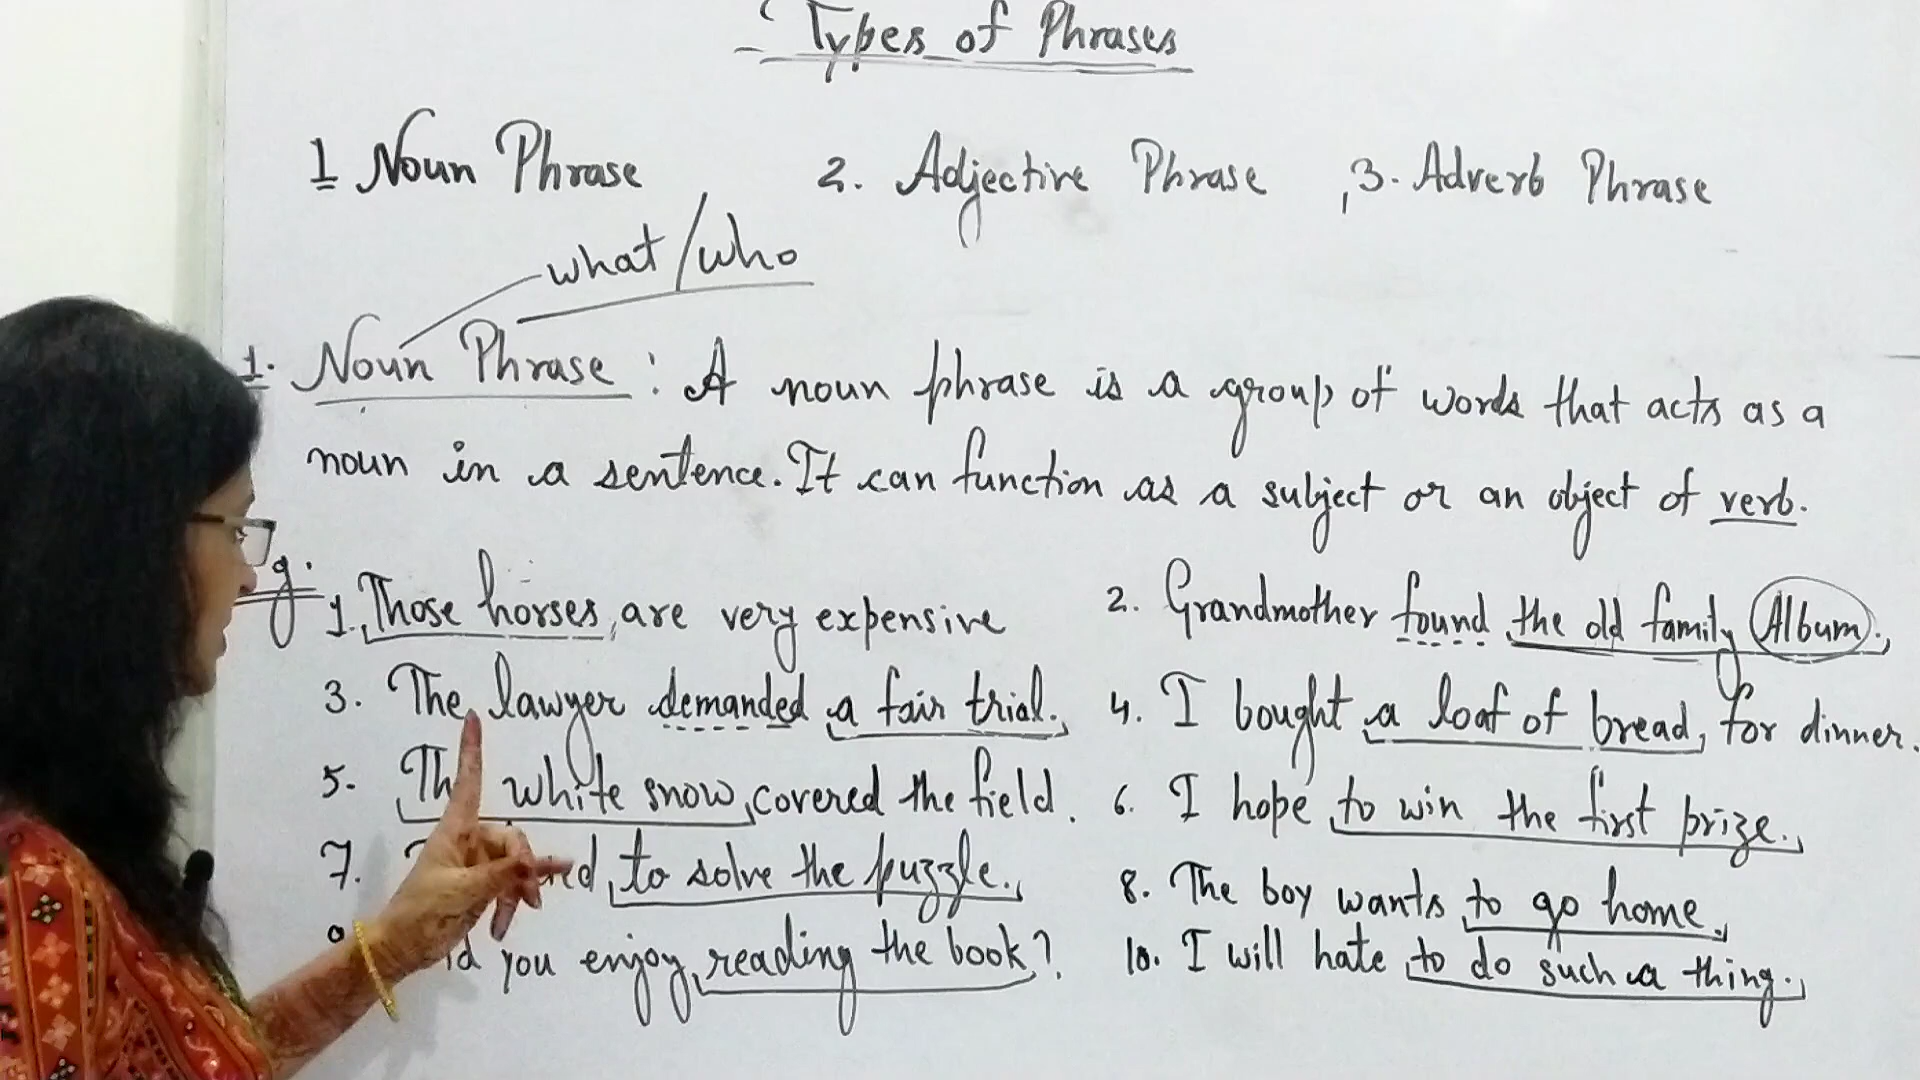 Types of Phrases
1 Noun Phrase 2. Adjective Phrase , 3. Adverb Phrase
what/who
1. Noun Phrase : A noun phrase is a group of words that acts as a
noun in a sentence. It can function as a subject or an object of verb.
g.
1. Those horses, are very expensive 2. Grandmother found the old family Album.
3. The lawyer demanded a fair trial. 4. I bought a loaf of bread, for dinner.
5. white snow, covered the field. 6. I hope to win the first prize.
7. to solve the puzzle. 8. The boy wants to go home.
you enjoy reading the book? 10. I will hate to do such a thing.